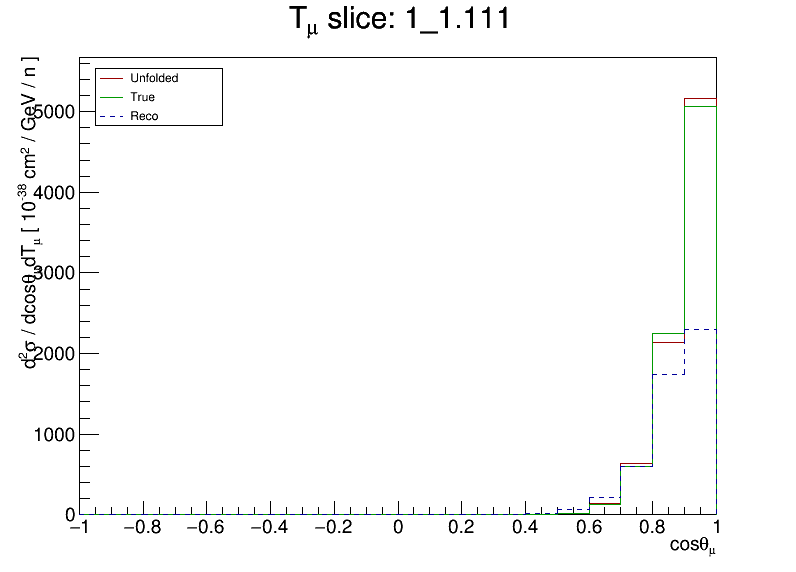 Tμ slice: 1_1.111
d²σ / dcosθμdTμ [ 10⁻³⁸ cm² / GeV / n ]
Unfolded
True
Reco
5000
4000
3000
2000
1000
0
−1 −0.8 −0.6 −0.4 −0.2 0 0.2 0.4 0.6 0.8 1
cosθμ